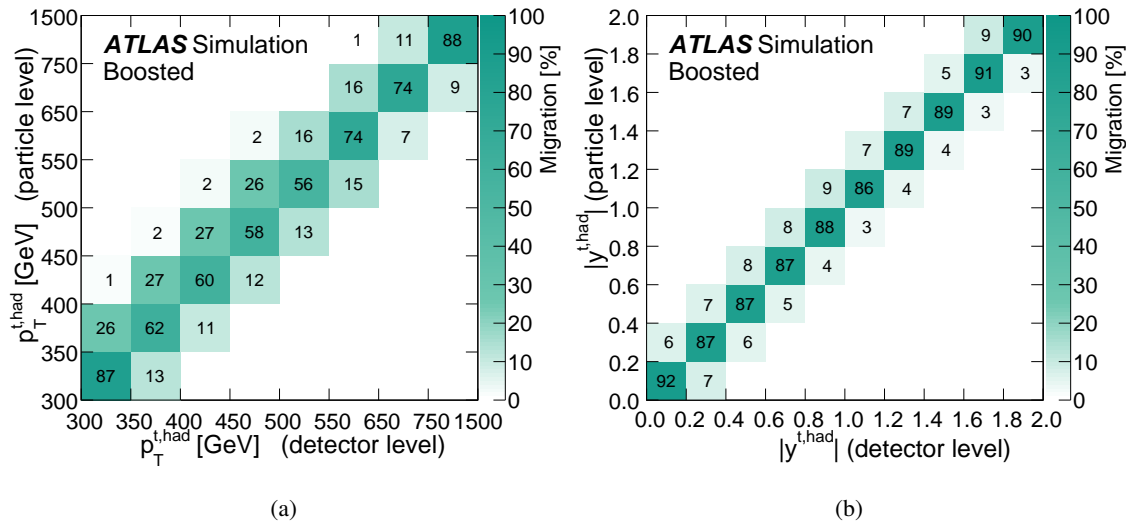 ATLAS Simulation
Boosted
p_T^{t,had} [GeV] (particle level)
1500
750
650
550
500
450
400
350
300
1 11 88
16 74 9
2 16 74 7
2 26 56 15
2 27 58 13
1 27 60 12
26 62 11
87 13
300 350 400 450 500 550 650 750 1500
p_T^{t,had} [GeV] (detector level)
Migration [%]
100
90
80
70
60
50
40
30
20
10
0
(a)
ATLAS Simulation
Boosted
|y^{t,had}| (particle level)
2.0
1.8
1.6
1.4
1.2
1.0
0.8
0.6
0.4
0.2
0.0
9 90
5 91 3
7 89 3
7 89 4
9 86 4
8 88 3
8 87 4
7 87 5
6 87 6
92 7
0.0 0.2 0.4 0.6 0.8 1.0 1.2 1.4 1.6 1.8 2.0
|y^{t,had}| (detector level)
Migration [%]
100
90
80
70
60
50
40
30
20
10
0
(b)